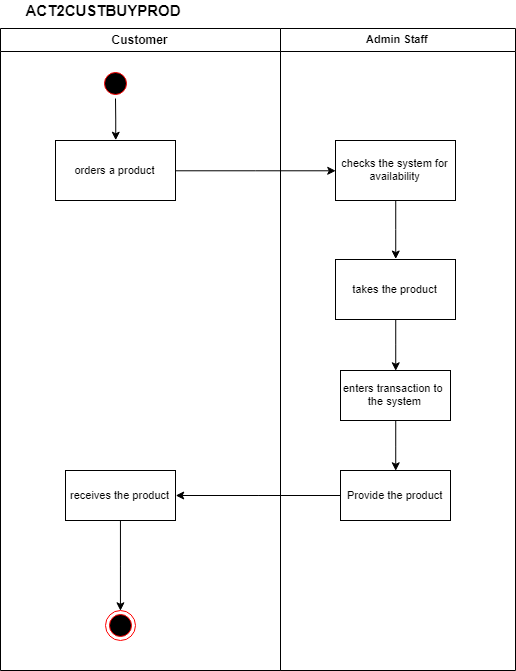 ACT2CUSTBUYPROD
Customer
Admin Staff
orders a product
checks the system for
availability
takes the product
enters transaction to
the system
receives the product
Provide the product